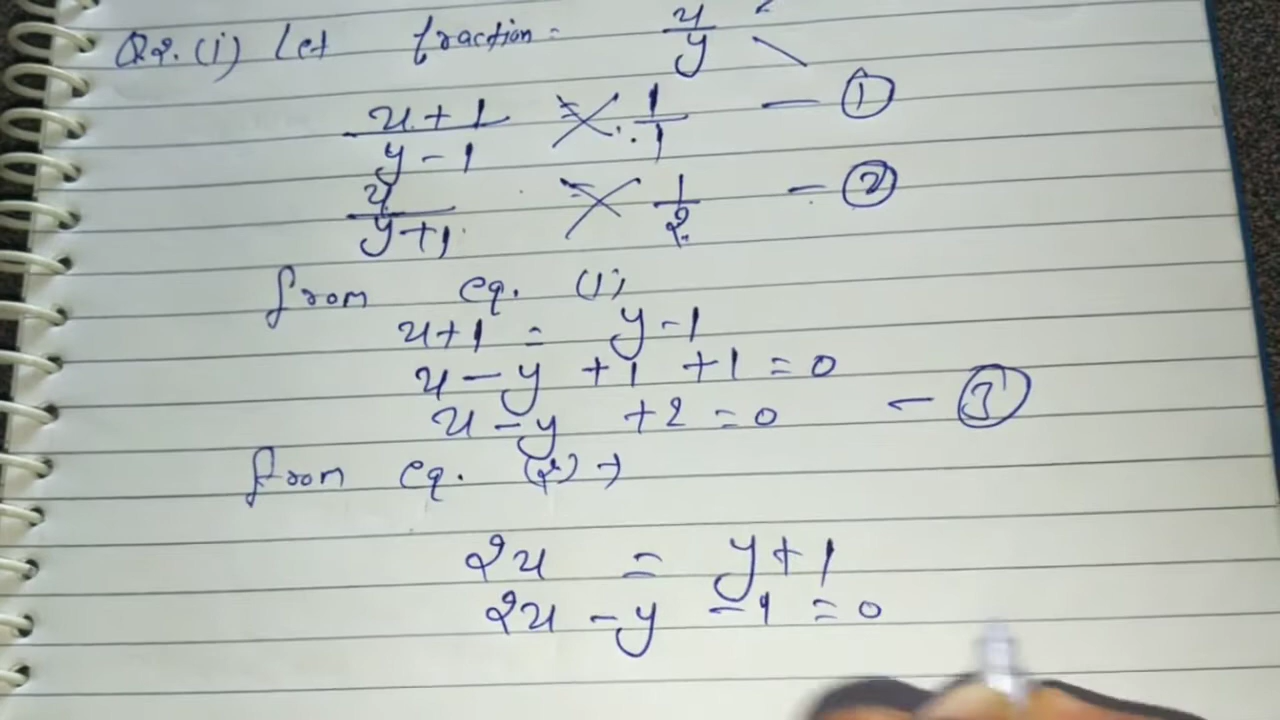 Q2. (i) Let fraction = x/y
x+1/y-1 = 1/1 — ①
x/y+1 = 1/2 — ②
from eq. (1)
x+1 = y-1
x-y +1 +1 = 0
x-y +2 = 0 — ③
from eq. (2) →
2x = y+1
2x - y -1 = 0